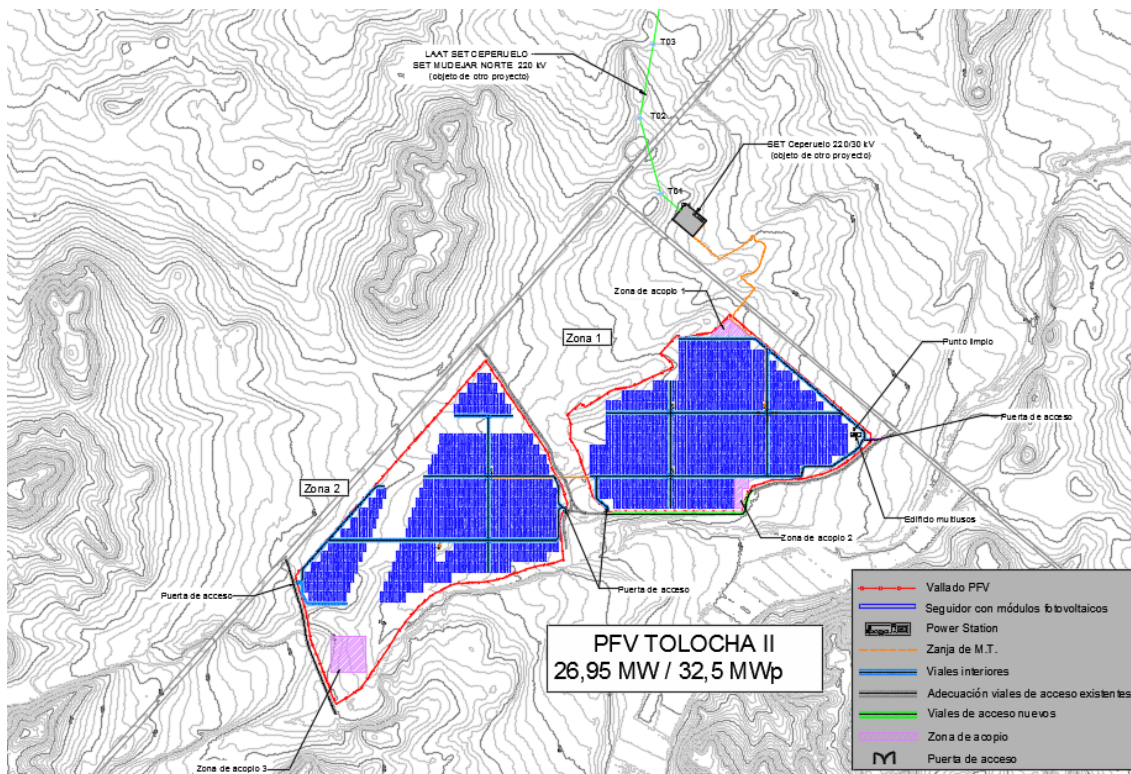 LAAT SET CEPERUELO
SET MUDEJAR NORTE 220 kV
(objeto de otro proyecto)
T03
T02
SET Ceperuelo 220/30 kV
(objeto de otro proyecto)
T01
Zona de acopio 1
Zona 1
Punto limpio
Puerta de acceso
Zona 2
Edificio multiusos
Zona de acopio 2
Puerta de acceso
Puerta de acceso
PFV TOLOCHA II
26,95 MW / 32,5 MWp
Zona de acopio 3
Vallado PFV
Seguidor con módulos fotovoltaicos
Power Station
Zanja de M.T.
Viales interiores
Adecuación viales de acceso existentes
Viales de acceso nuevos
Zona de acopio
Puerta de acceso